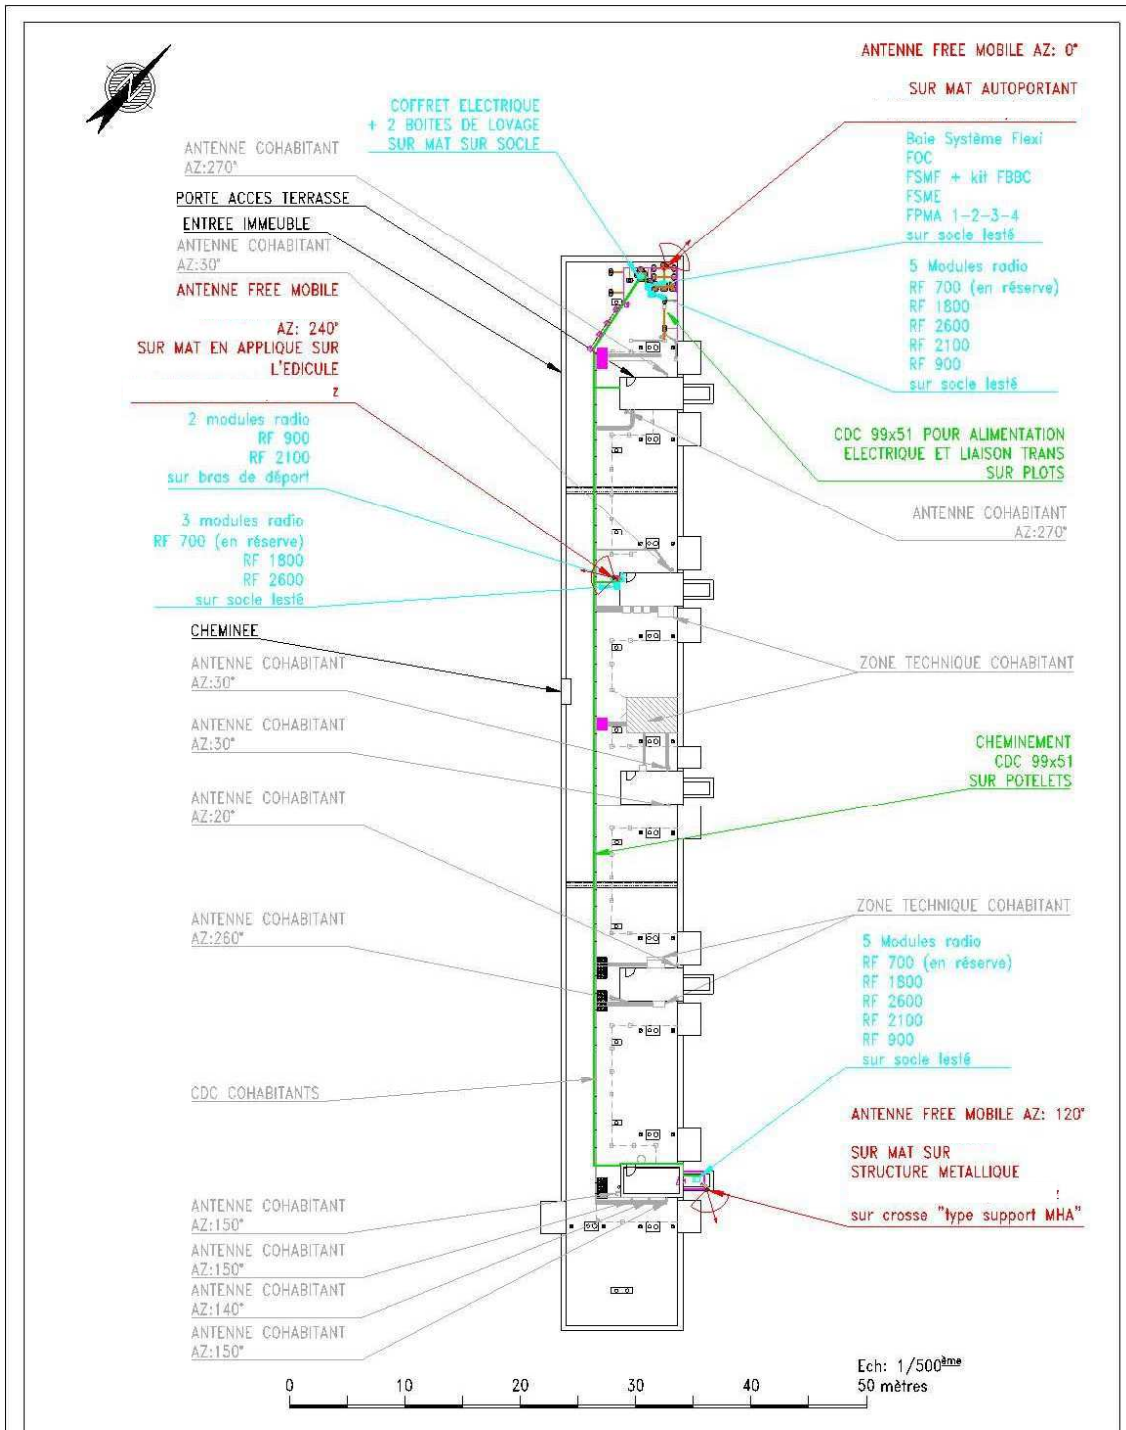 ANTENNE FREE MOBILE AZ: 0°
SUR MAT AUTOPORTANT
COFFRET ELECTRIQUE
+ 2 BOITES DE LOVAGE
SUR MAT SUR SOCLE
Baie Système Flexi
FOC
FSMF + kit FBBC
FSME
FPMA 1-2-3-4
sur socle lesté
ANTENNE COHABITANT
AZ:270°
PORTE ACCES TERRASSE
ENTREE IMMEUBLE
ANTENNE COHABITANT
AZ:30°
ANTENNE FREE MOBILE
AZ: 240°
SUR MAT EN APPLIQUE SUR
L'EDICULE
z
5 Modules radio
RF 700 (en réserve)
RF 1800
RF 2600
RF 2100
RF 900
sur socle lesté
2 modules radio
RF 900
RF 2100
sur bras de déport
CDC 99x51 POUR ALIMENTATION
ELECTRIQUE ET LIAISON TRANS
SUR PLOTS
3 modules radio
RF 700 (en réserve)
RF 1800
RF 2600
sur socle lesté
ANTENNE COHABITANT
AZ:270°
CHEMINEE
ANTENNE COHABITANT
AZ:30°
ZONE TECHNIQUE COHABITANT
ANTENNE COHABITANT
AZ:30°
CHEMINEMENT
CDC 99x51
SUR POTELETS
ANTENNE COHABITANT
AZ:20°
ANTENNE COHABITANT
AZ:260°
ZONE TECHNIQUE COHABITANT
5 Modules radio
RF 700 (en réserve)
RF 1800
RF 2600
RF 2100
RF 900
sur socle lesté
CDC COHABITANTS
ANTENNE FREE MOBILE AZ: 120°
SUR MAT SUR
STRUCTURE METALLIQUE
sur crosse "type support MHA"
ANTENNE COHABITANT
AZ:150°
ANTENNE COHABITANT
AZ:150°
ANTENNE COHABITANT
AZ:140°
ANTENNE COHABITANT
AZ:150°
Ech: 1/500ème
0 10 20 30 40 50 mètres